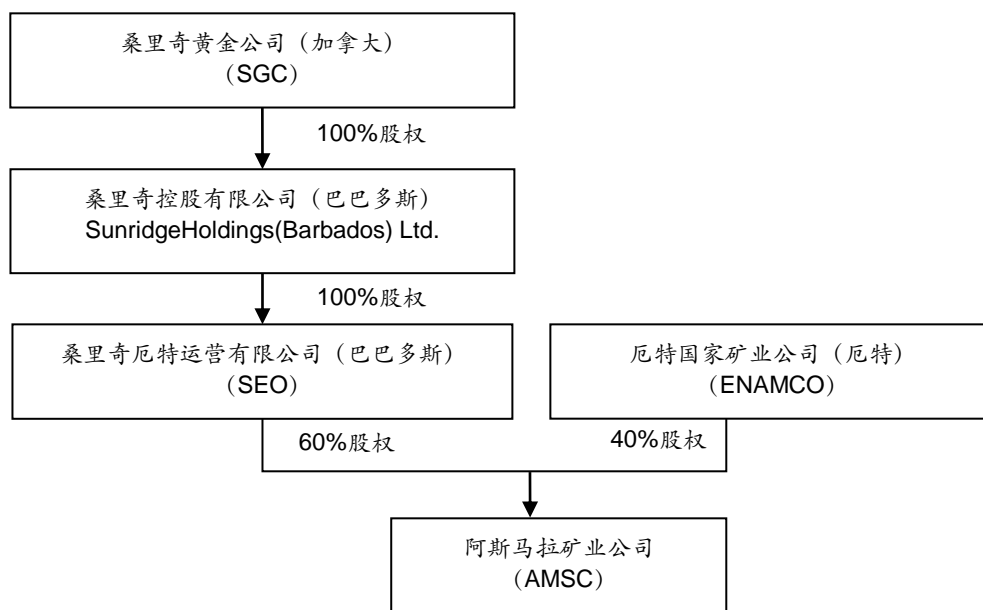 桑里奇黄金公司（加拿大）
（SGC）
100%股权
桑里奇控股有限公司（巴巴多斯）
SunridgeHoldings(Barbados) Ltd.
100%股权
桑里奇厄特运营有限公司（巴巴多斯）
（SEO）
厄特国家矿业公司（厄特）
（ENAMCO）
60%股权
40%股权
阿斯马拉矿业公司
（AMSC）